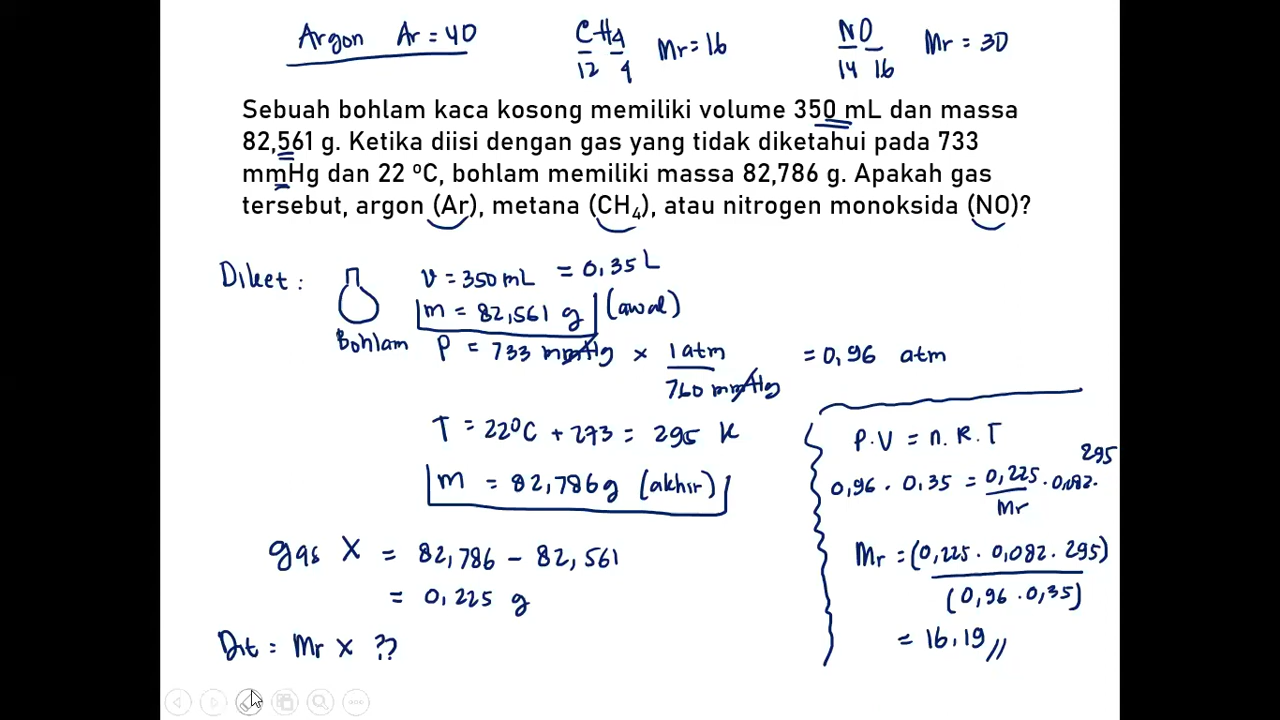 Argon Ar = 40 CH4 Mr = 16 NO Mr = 30
12 4 14 16
Sebuah bohlam kaca kosong memiliki volume 350 mL dan massa
82,561 g. Ketika diisi dengan gas yang tidak diketahui pada 733
mmHg dan 22 ºC, bohlam memiliki massa 82,786 g. Apakah gas
tersebut, argon (Ar), metana (CH₄), atau nitrogen monoksida (NO)?
Diket :
Bohlam
V = 350 mL = 0,35 L
m = 82,561 g (awal)
P = 733 mmHg × 1 atm / 760 mmHg = 0,96 atm
T = 22°C + 273 = 295 K
m = 82,786 g (akhir)
gas X = 82,786 - 82,561
= 0,225 g
Dit = Mr X ??
P.V = n.R.T
0,96 . 0,35 = 0,225 / Mr . 0,082 . 295
Mr = (0,225 . 0,082 . 295) / (0,96 . 0,35)
= 16,19 //